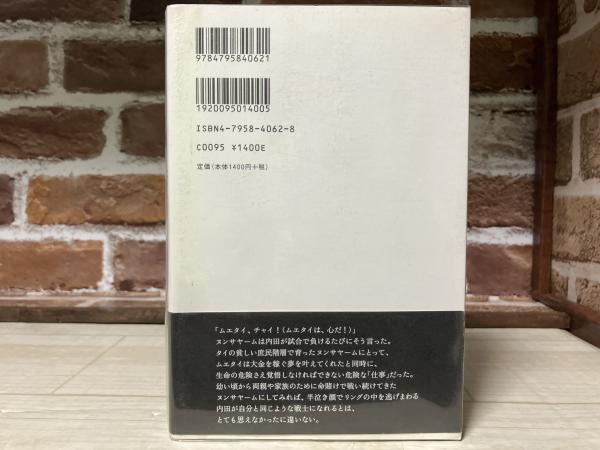 9784795840621
1920095014005
ISBN4-7958-4062-8
C0095 ¥1400E
定価(本体1400円+税)
「ムエタイ、チャイ!(ムエタイは、心だ!)」
ヌンサヤームは内田が試合で負けるたびにそう言った。
タイの貧しい庶民階層で育ったヌンサヤームにとって、
ムエタイは大金を稼ぐ夢を叶えてくれたと同時に、
生命の危険さえ覚悟しなければできない危険な「仕事」だった。
幼い頃から両親や家族のために命賭けで戦い続けてきた
ヌンサヤームにしてみれば、半泣き顔でリングの中を逃げまわる
内田が自分と同じような戦士になれるとは、
とても思えなかったに違いない。